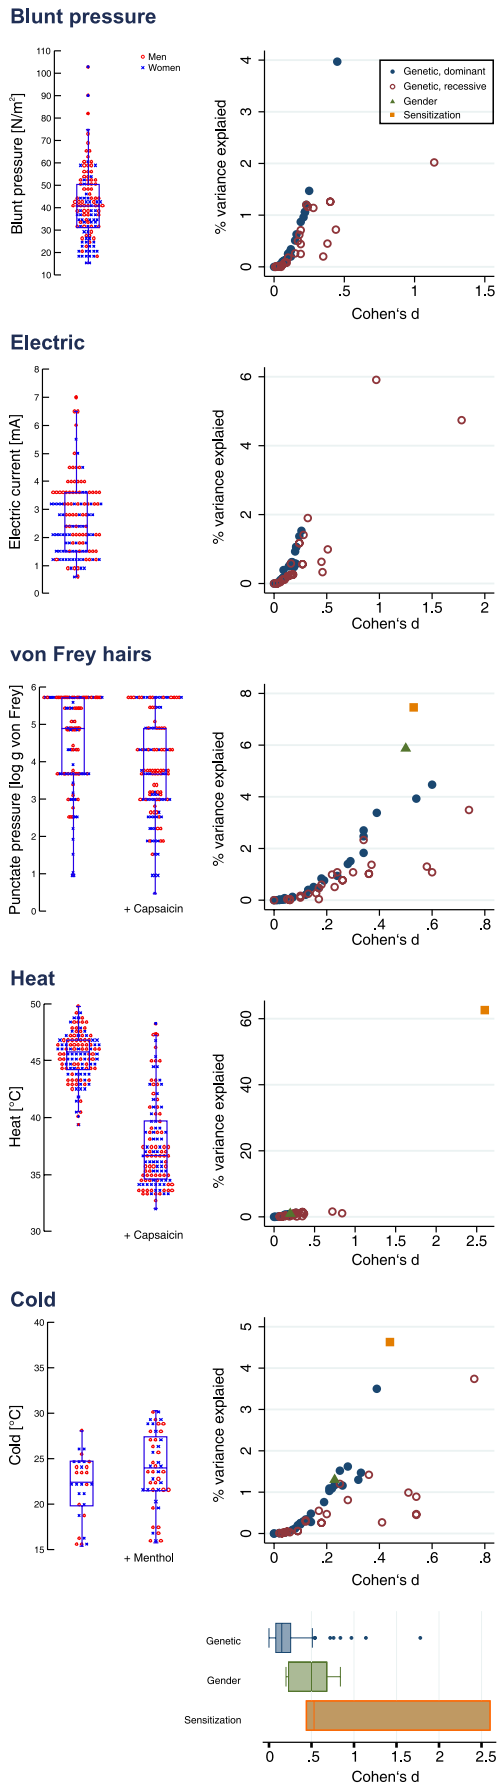 Blunt pressure
Blunt pressure [N/m²]
110
100
90
80
70
60
50
40
30
20
10
Men
Women
% variance explaied
4
3
2
1
0
Genetic, dominant
Genetic, recessive
Gender
Sensitization
0 .5 1 1.5
Cohen's d
Electric
Electric current [mA]
8
7
6
5
4
3
2
1
0
% variance explaied
6
4
2
0
0 .5 1 1.5 2
Cohen's d
von Frey hairs
Punctate pressure [log g von Frey]
6
5
4
3
2
1
0
+ Capsaicin
% variance explaied
8
6
4
2
0
0 .2 .4 .6 .8
Cohen's d
Heat
Heat [°C]
50
45
40
35
30
+ Capsaicin
% variance explaied
60
40
20
0
0 .5 1 1.5 2 2.5
Cohen's d
Cold
Cold [°C]
40
35
30
25
20
15
+ Menthol
% variance explaied
5
4
3
2
1
0
0 .2 .4 .6 .8
Cohen's d
Genetic
Gender
Sensitization
0 .5 1 1.5 2.0 2.5
Cohen's d